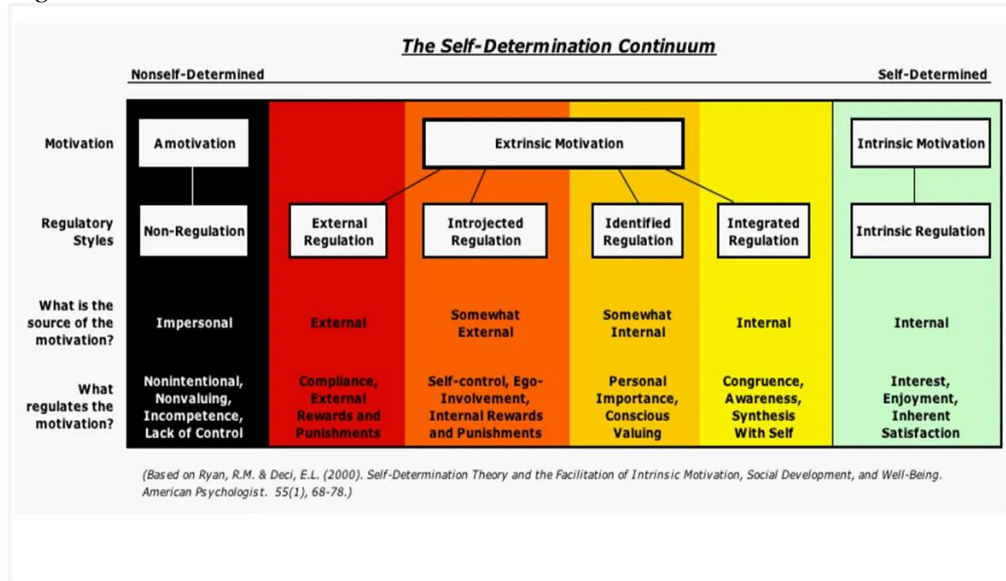 The Self-Determination Continuum
Nonself-Determined
Self-Determined
Motivation
Amotivation
Extrinsic Motivation
Intrinsic Motivation
Regulatory
Styles
Non-Regulation
External
Regulation
Introjected
Regulation
Identified
Regulation
Integrated
Regulation
Intrinsic Regulation
What is the
source of the
motivation?
Impersonal
External
Somewhat
External
Somewhat
Internal
Internal
Internal
What
regulates the
motivation?
Nonintentional,
Nonvaluing,
Incompetence,
Lack of Control
Compliance,
External
Rewards and
Punishments
Self-control, Ego-
Involvement,
Internal Rewards
and Punishments
Personal
Importance,
Conscious
Valuing
Congruence,
Awareness,
Synthesis
With Self
Interest,
Enjoyment,
Inherent
Satisfaction
(Based on Ryan, R.M. & Deci, E.L. (2000). Self-Determination Theory and the Facilitation of Intrinsic Motivation, Social Development, and Well-Being.
American Psychologist. 55(1), 68-78.)